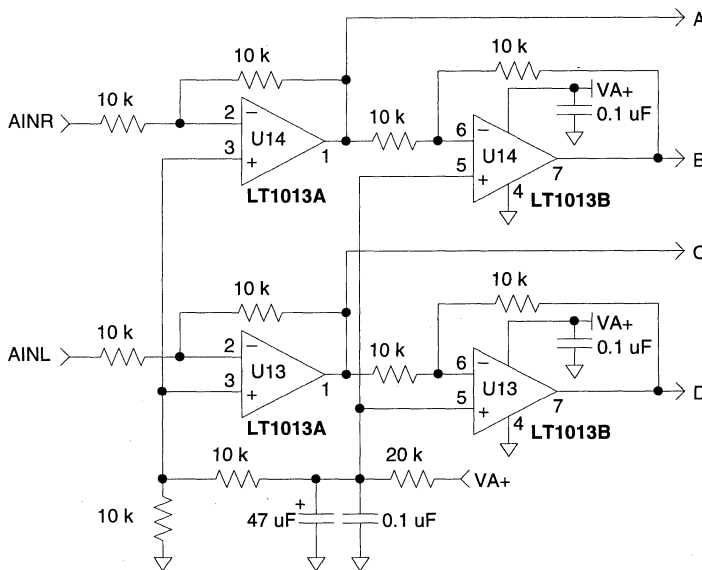 A
10 k
10 k
10 k
VA+
0.1 uF
AINR
2
−
U14
3
+
1
10 k
6
−
U14
5
+
7
4
B
LT1013A
LT1013B
C
10 k
10 k
10 k
VA+
0.1 uF
AINL
2
−
U13
3
+
1
10 k
6
−
U13
5
+
7
4
D
LT1013A
LT1013B
10 k
20 k
VA+
10 k
+
47 uF
0.1 uF